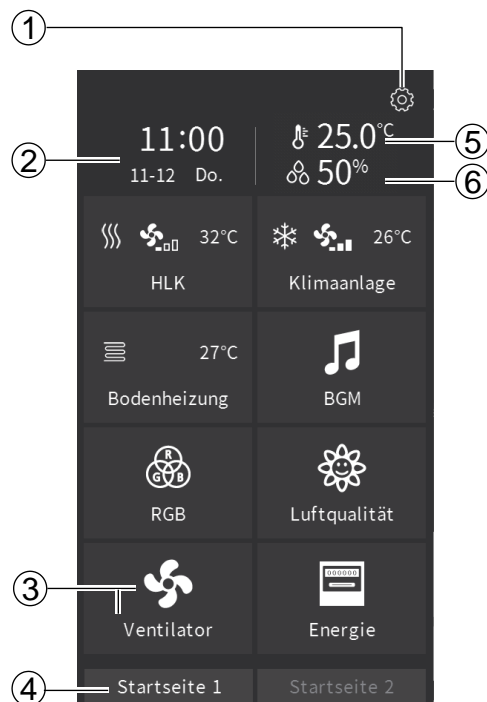 1
11:00
25.0°C
5
2
11-12 Do.
50%
6
32°C
26°C
HLK
Klimaanlage
27°C
Bodenheizung
BGM
R
G B
RGB
Luftqualität
3
000000
Ventilator
Energie
4
Startseite 1
Startseite 2